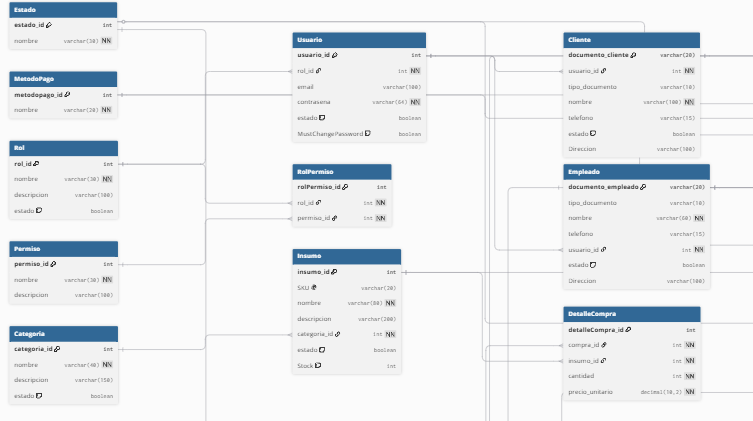 Estado
estado_id int
nombre varchar(30) NN
MetodoPago
metodopago_id int
nombre varchar(20) NN
Rol
rol_id int
nombre varchar(30) NN
descripcion varchar(100)
estado boolean
Permiso
permiso_id int
nombre varchar(30) NN
descripcion varchar(100)
Categoria
categoria_id int
nombre varchar(40) NN
descripcion varchar(150)
estado boolean
Usuario
usuario_id int
rol_id int NN
email varchar(100)
contrasena varchar(64) NN
estado boolean
MustChangePassword boolean
RolPermiso
rolPermiso_id int
rol_id int NN
permiso_id int NN
Insumo
insumo_id int
SKU varchar(20)
nombre varchar(80) NN
descripcion varchar(200)
categoria_id int NN
estado boolean
Stock int
Cliente
documento_cliente varchar(20)
usuario_id int NN
tipo_documento varchar(10)
nombre varchar(100) NN
telefono varchar(15)
estado boolean
Direccion varchar(100)
Empleado
documento_empleado varchar(20)
tipo_documento varchar(10)
nombre varchar(60) NN
telefono varchar(15)
usuario_id int NN
estado boolean
Direccion varchar(100)
DetalleCompra
detalleCompra_id int
compra_id int NN
insumo_id int NN
cantidad int NN
precio_unitario decimal(10,2) NN